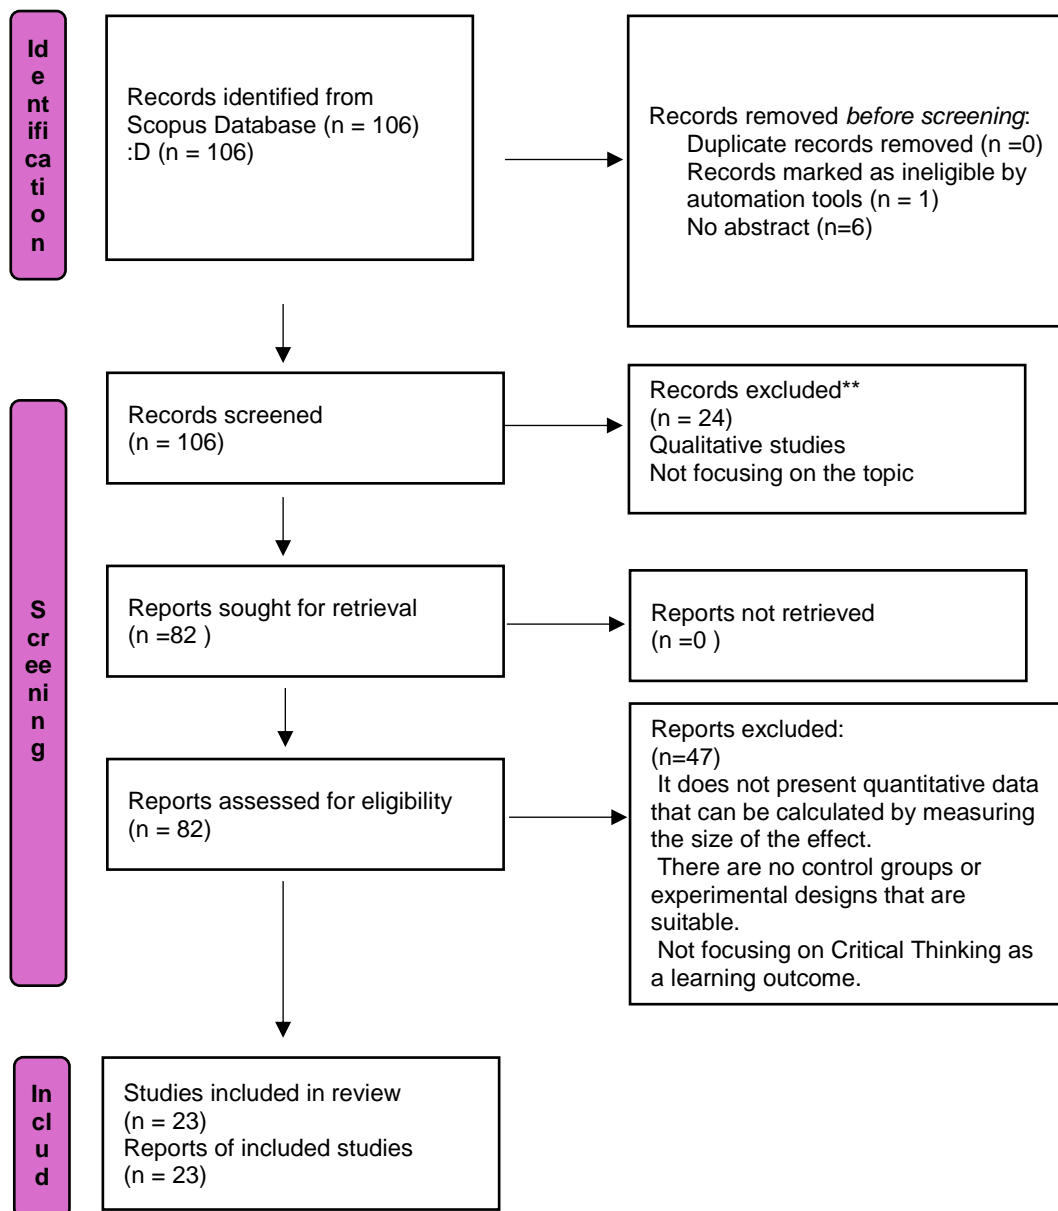 Id
e
nt
ifi
ca
ti
o
n
Records identified from
Scopus Database (n = 106)
:D (n = 106)
Records removed before screening:
Duplicate records removed (n =0)
Records marked as ineligible by
automation tools (n = 1)
No abstract (n=6)
S
cr
ee
ni
n
g
Records screened
(n = 106)
Records excluded**
(n = 24)
Qualitative studies
Not focusing on the topic
Reports sought for retrieval
(n =82 )
Reports not retrieved
(n =0 )
Reports assessed for eligibility
(n = 82)
Reports excluded:
(n=47)
It does not present quantitative data
that can be calculated by measuring
the size of the effect.
There are no control groups or
experimental designs that are
suitable.
Not focusing on Critical Thinking as
a learning outcome.
In
cl
u
d
Studies included in review
(n = 23)
Reports of included studies
(n = 23)